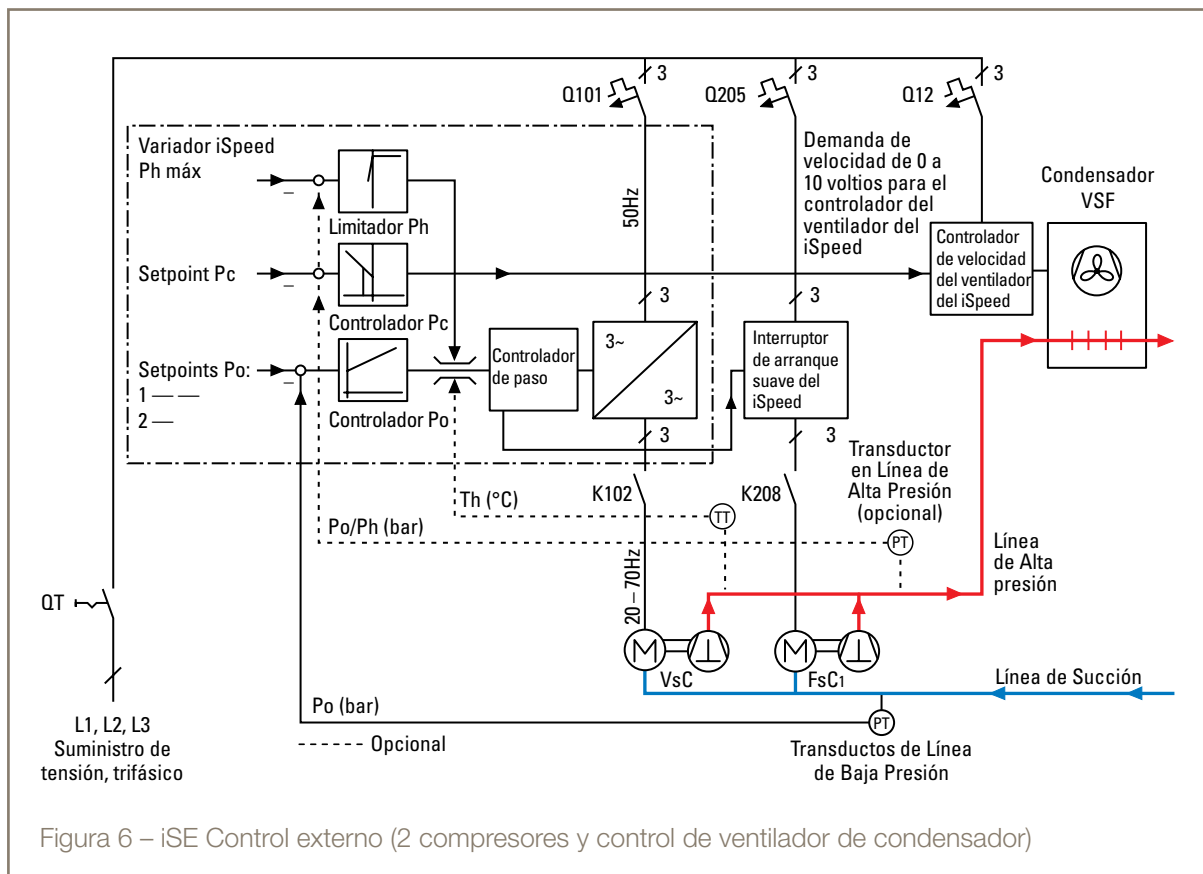 3
3
3
Q101
Q205
Q12
Variador iSpeed
Ph máx
–
Limitador Ph
50Hz
Demanda de
velocidad de 0 a
10 voltios para el
controlador del
ventilador del
iSpeed
Condensador
VSF
Controlador
de velocidad
del ventilador
del iSpeed
Setpoint Pc
–
Controlador Pc
3
3
Setpoints Po:
1 — —
2 —
–
Controlador Po
Controlador
de paso
3~
3~
Interruptor
de arranque
suave del
iSpeed
3
3
K102
K208
Transductor
en Línea de
Alta Presión
(opcional)
Th (°C)
TT
Po/Ph (bar)
PT
Línea
de Alta
presión
20 – 70Hz
QT
M
M
VsC
FsC1
Línea de Succión
Po (bar)
PT
------ Opcional
Transductos de Línea
de Baja Presión
L1, L2, L3
Suministro de
tensión, trifásico
Figura 6 – iSE Control externo (2 compresores y control de ventilador de condensador)